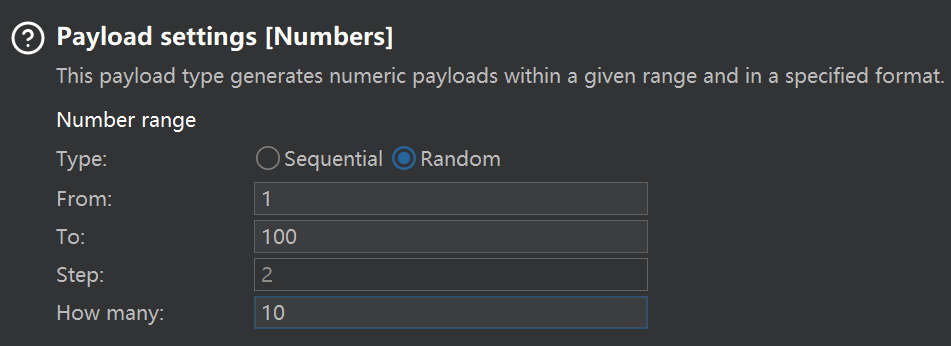 Payload settings [Numbers]
This payload type generates numeric payloads within a given range and in a specified format.
Number range
Type: Sequential Random
From: 1
To: 100
Step: 2
How many: 10